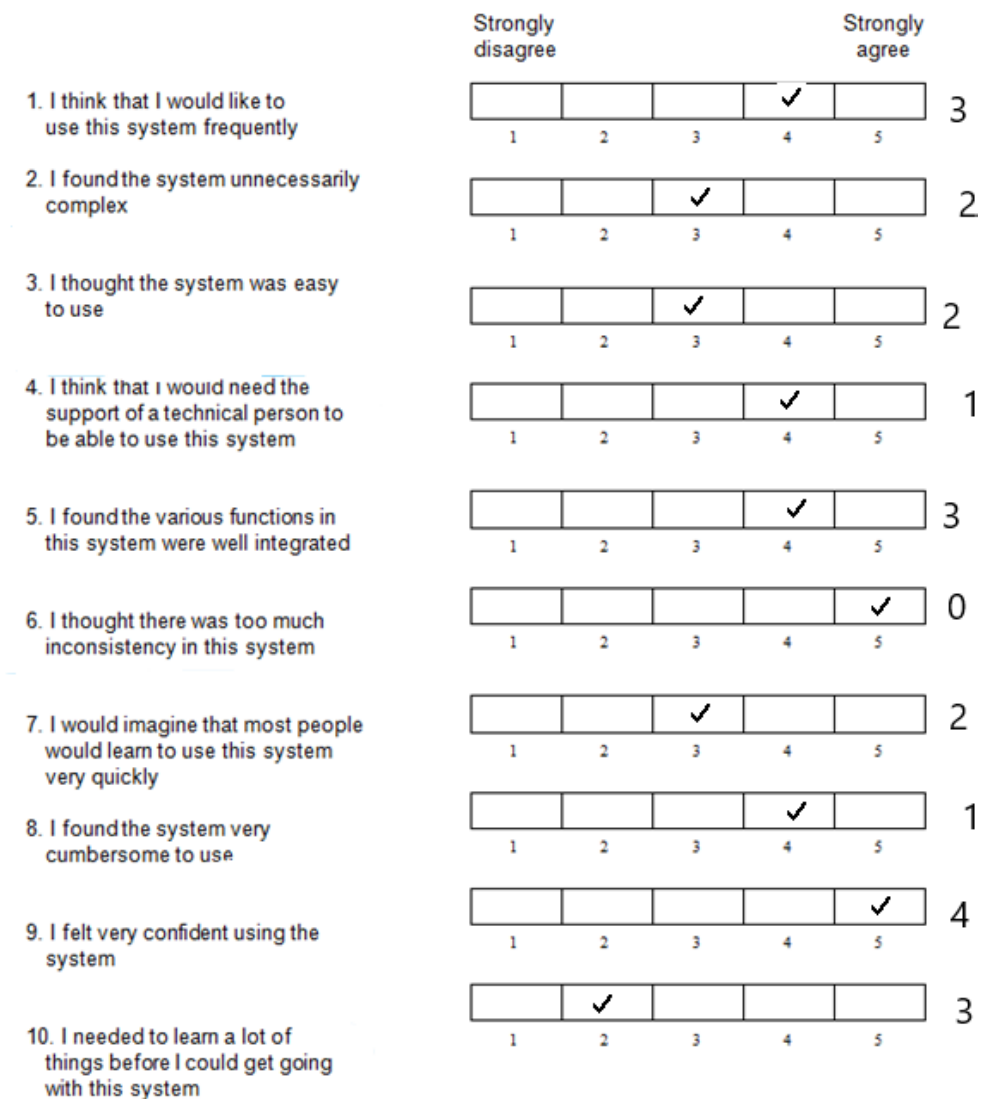 Strongly disagree
Strongly agree
1. I think that I would like to
use this system frequently
3
1 2 3 4 5
2. I found the system unnecessarily
complex
2
1 2 3 4 5
3. I thought the system was easy
to use
2
1 2 3 4 5
4. I think that I would need the
support of a technical person to
be able to use this system
1
1 2 3 4 5
5. I found the various functions in
this system were well integrated
3
1 2 3 4 5
6. I thought there was too much
inconsistency in this system
0
1 2 3 4 5
7. I would imagine that most people
would learn to use this system
very quickly
2
1 2 3 4 5
8. I found the system very
cumbersome to use
1
1 2 3 4 5
9. I felt very confident using the
system
4
1 2 3 4 5
10. I needed to learn a lot of
things before I could get going
with this system
3
1 2 3 4 5